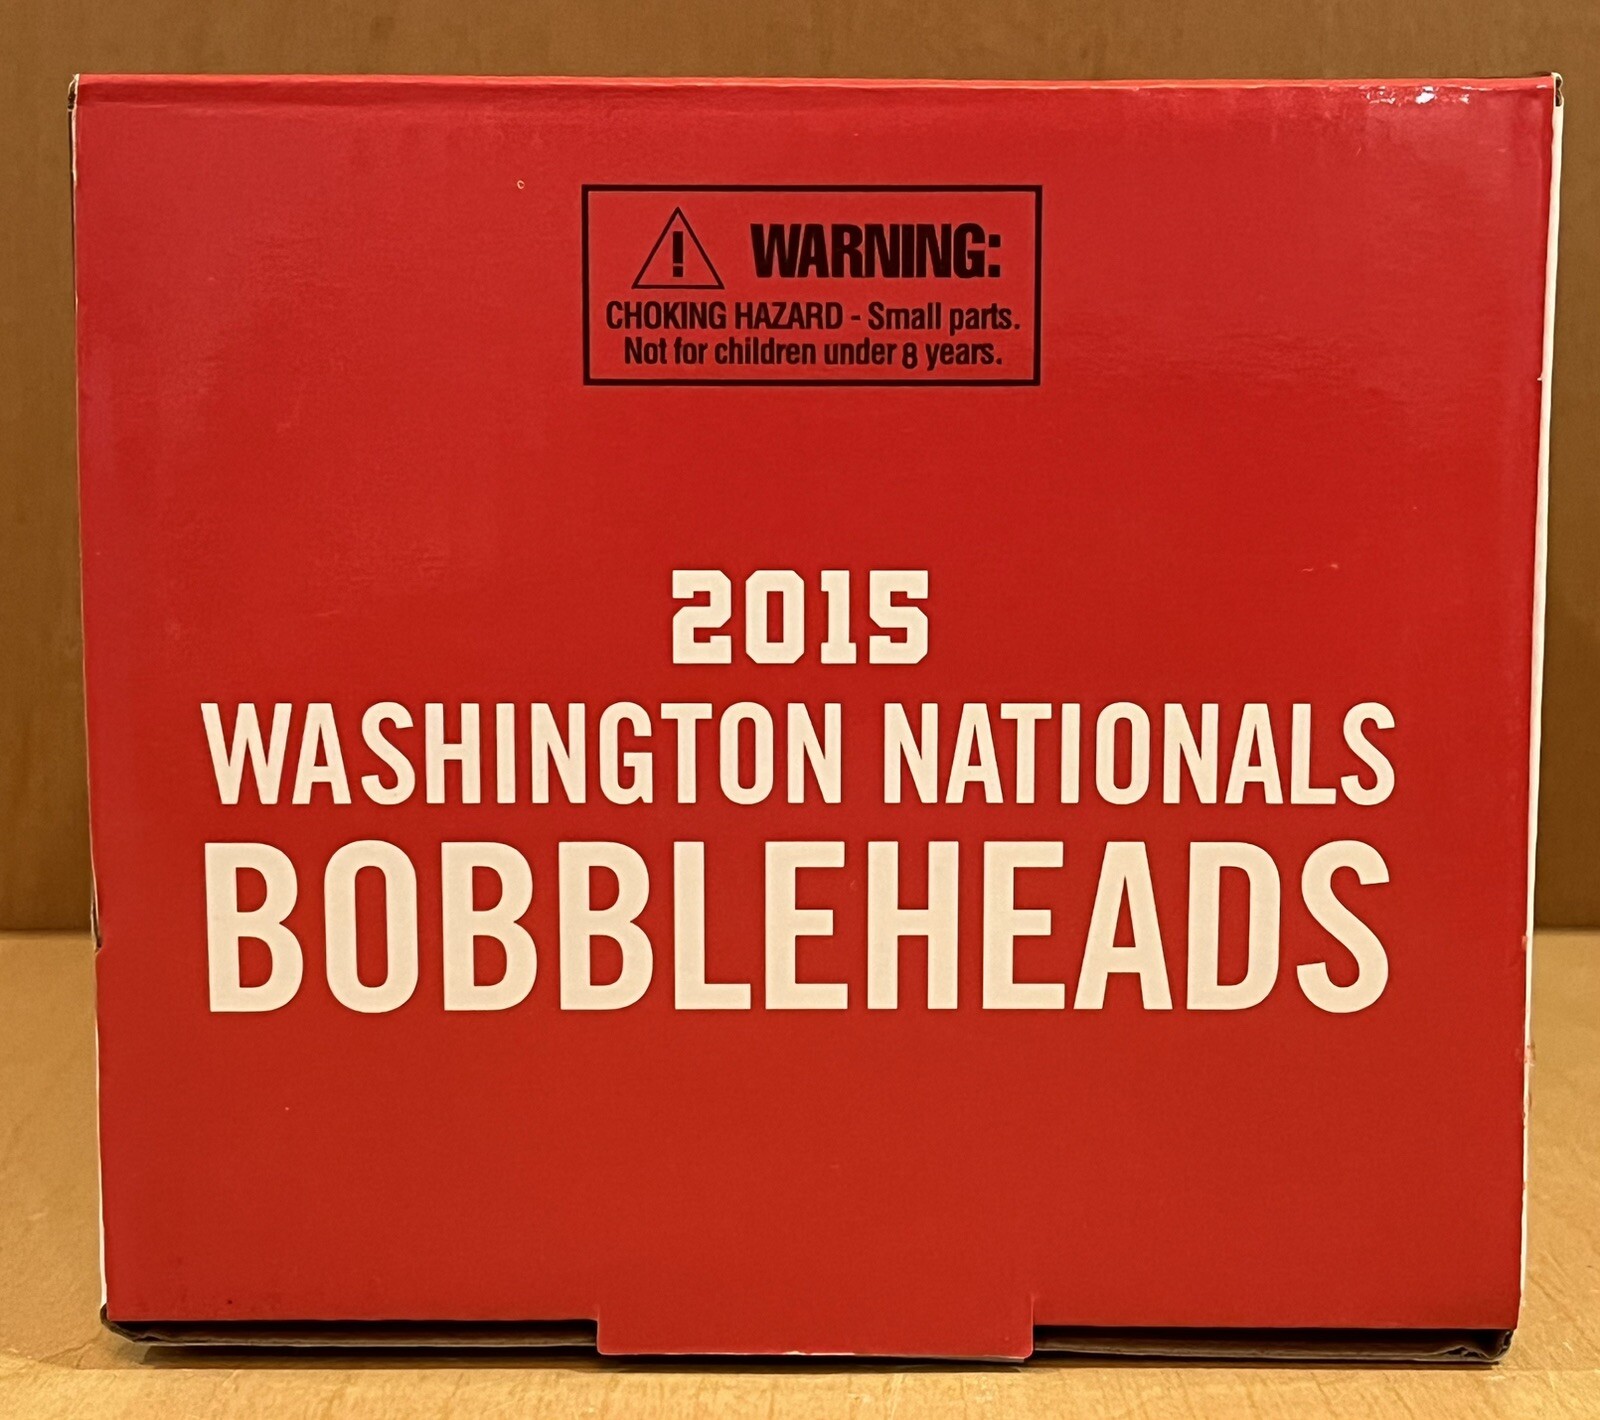 ! WARNING:
CHOKING HAZARD - Small parts.
Not for children under 8 years.
2015
WASHINGTON NATIONALS
BOBBLEHEADS